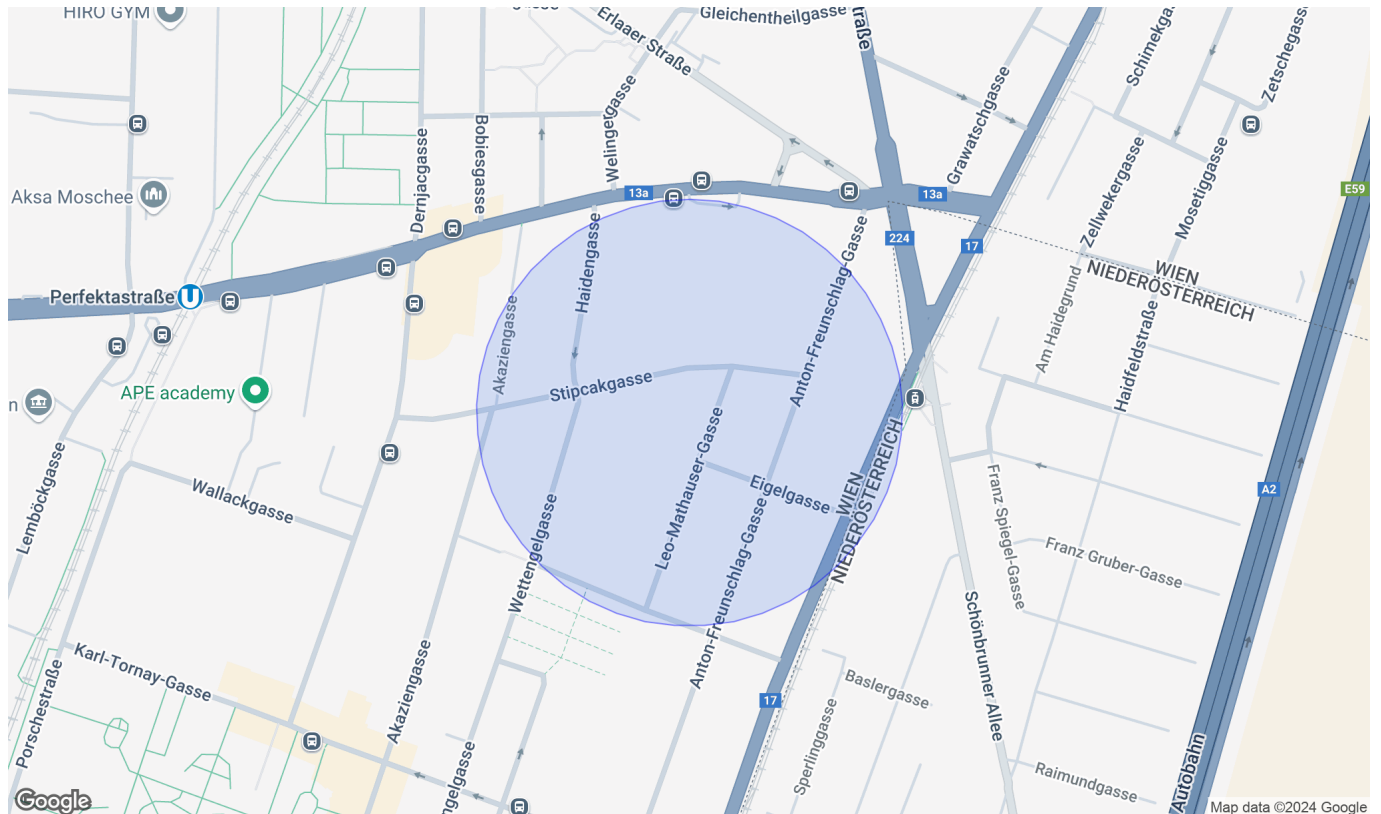 HIRO GYM
Erlaaer Straße
Gleichentheilgasse
straße
Schimekga
Zetschegasse
Welingergasse
Grawatschgasse
Dernjacgasse
Bobiesgasse
Zellwekergasse
Mosetiggasse
Aksa Moschee
13a
13a
E59
224
17
WIEN
NIEDERÖSTERREICH
Perfektastraße
U
Haidengasse
Anton-Freunschlag-Gasse
Am Haidegrund
Haidfeldstraße
Akaziengasse
APE academy
Stipcakgasse
n
Leo-Mathauser-Gasse
Lemböckgasse
Wallackgasse
Eigelgasse
WIEN
NIEDERÖSTERREICH
A2
Franz Spiegel-Gasse
Wettengelgasse
Anton-Freunschlag-Gasse
Franz Gruber-Gasse
Schönbrunner Allee
Karl-Tornay-Gasse
Akaziengasse
Porschestraße
17
Baslergasse
Sperlinggasse
ngelgasse
Raimundgasse
Autobahn
Google
Map data ©2024 Google